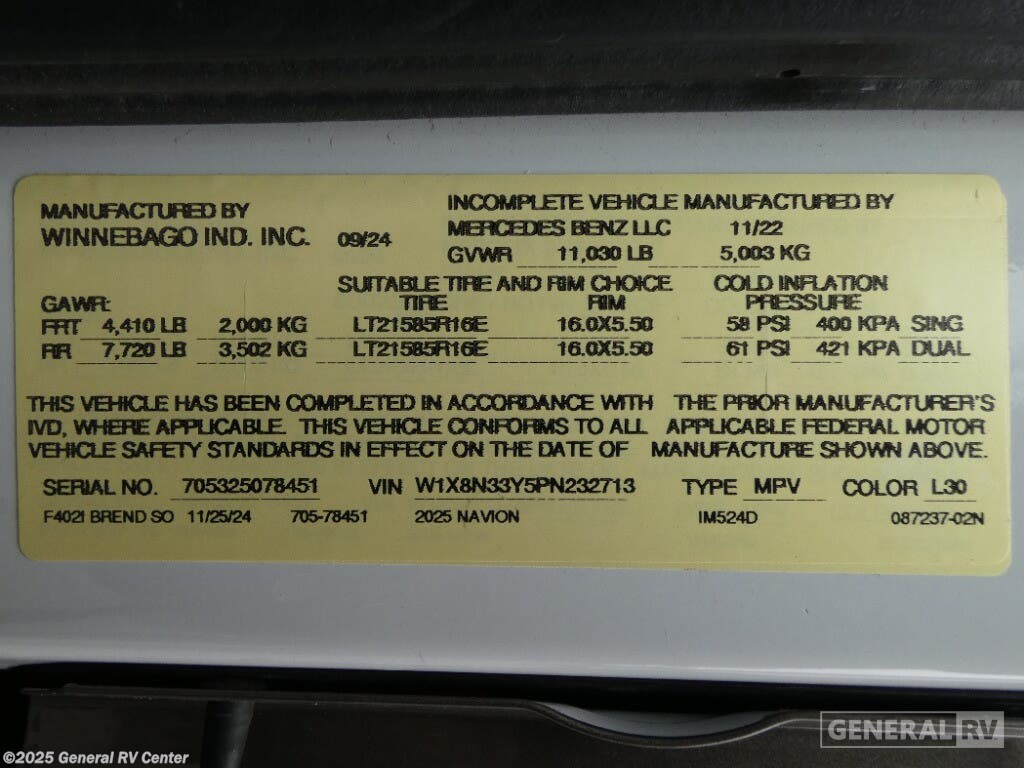 MANUFACTURED BY
WINNEBAGO IND. INC. 09/24
INCOMPLETE VEHICLE MANUFACTURED BY
MERCEDES BENZ LLC 11/22
GVWR 11,030 LB 5,003 KG
SUITABLE TIRE AND RIM CHOICE COLD INFLATION
GAWR: TIRE RIM PRESSURE
FRT 4,410 LB 2,000 KG LT21585R16E 16.0X5.50 58 PSI 400 KPA SING
RR 7,720 LB 3,502 KG LT21585R16E 16.0X5.50 61 PSI 421 KPA DUAL
THIS VEHICLE HAS BEEN COMPLETED IN ACCORDANCE WITH THE PRIOR MANUFACTURER'S
IVD, WHERE APPLICABLE. THIS VEHICLE CONFORMS TO ALL APPLICABLE FEDERAL MOTOR
VEHICLE SAFETY STANDARDS IN EFFECT ON THE DATE OF MANUFACTURE SHOWN ABOVE.
SERIAL NO. 705325078451 VIN W1X8N33Y5PN232713 TYPE MPV COLOR L30
F402I BREND SO 11/25/24 705-78451 2025 NAVION IM524D 087237-02N
GENERAL RV
©2025 General RV Center